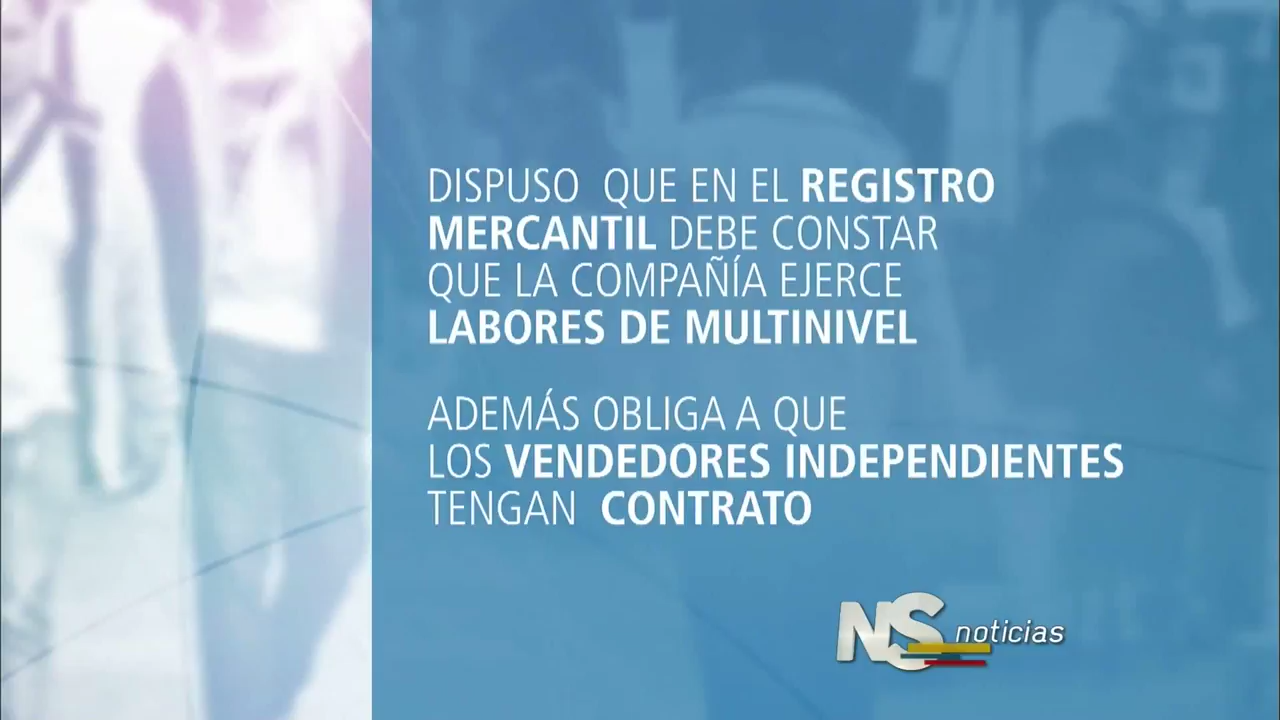 DISPUSO QUE EN EL REGISTRO
MERCANTIL DEBE CONSTAR
QUE LA COMPAÑÍA EJERCE
LABORES DE MULTINIVEL
ADEMÁS OBLIGA A QUE
LOS VENDEDORES INDEPENDIENTES
TENGAN CONTRATO
NS noticias